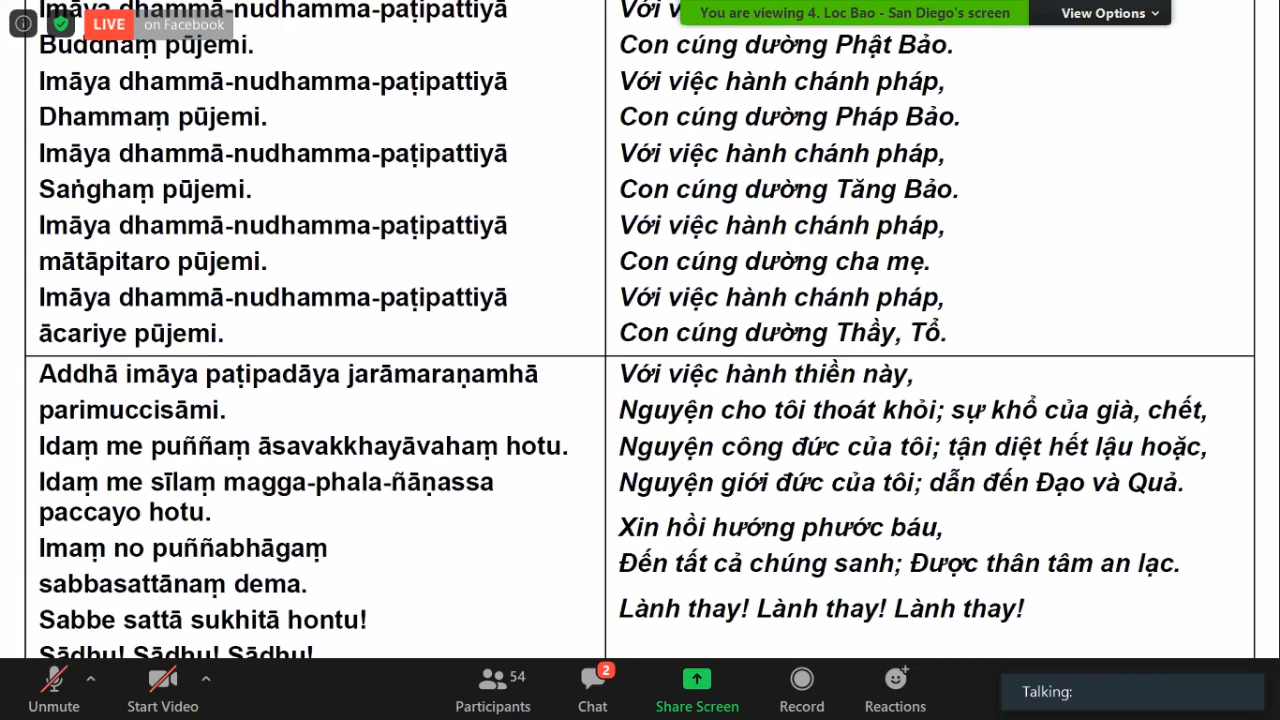 Imāya dhammā-nudhamma-paṭipattiyā
Buddhaṃ pūjemi.
Imāya dhammā-nudhamma-paṭipattiyā
Dhammaṃ pūjemi.
Imāya dhammā-nudhamma-paṭipattiyā
Saṅghaṃ pūjemi.
Imāya dhammā-nudhamma-paṭipattiyā
mātāpitaro pūjemi.
Imāya dhammā-nudhamma-paṭipattiyā
ācariye pūjemi.
Con cúng dường Phật Bảo.
Với việc hành chánh pháp,
Con cúng dường Pháp Bảo.
Với việc hành chánh pháp,
Con cúng dường Tăng Bảo.
Với việc hành chánh pháp,
Con cúng dường cha mẹ.
Với việc hành chánh pháp,
Con cúng dường Thầy, Tổ.
Addhā imāya paṭipadāya jarāmaraṇamhā
parimuccisāmi.
Idaṃ me puññaṃ āsavakkhayāvahaṃ hotu.
Idaṃ me sīlaṃ magga-phala-ñāṇassa
paccayo hotu.
Imaṃ no puññabhāgaṃ
sabbasattānaṃ dema.
Sabbe sattā sukhitā hontu!
Sādhu! Sādhu! Sādhu!
Với việc hành thiền này,
Nguyện cho tôi thoát khỏi; sự khổ của già, chết,
Nguyện công đức của tôi; tận diệt hết lậu hoặc,
Nguyện giới đức của tôi; dẫn đến Đạo và Quả.
Xin hồi hướng phước báu,
Đến tất cả chúng sanh; Được thân tâm an lạc.
Lành thay! Lành thay! Lành thay!
LIVE on Facebook
You are viewing 4. Loc Bao - San Diego's screen
View Options
Unmute
Start Video
54
Participants
2
Chat
Share Screen
Record
Reactions
Talking: